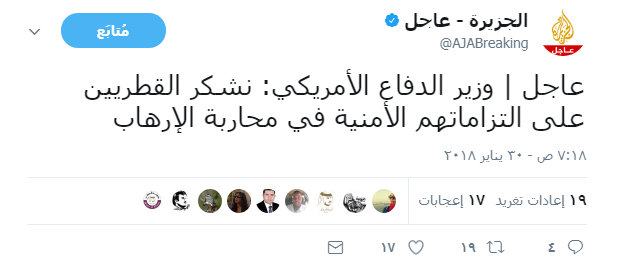 الجزيرة - عاجل
@AJABreaking
مُتابَع
عاجل
عاجل | وزير الدفاع الأمريكي: نشكر القطريين
على التزاماتهم الأمنية في محاربة الإرهاب
٧:١٨ ص - ٣٠ يناير ٢٠١٨
١٩ إعادات تغريد ١٧ إعجابات
٤ ١٩ ١٧